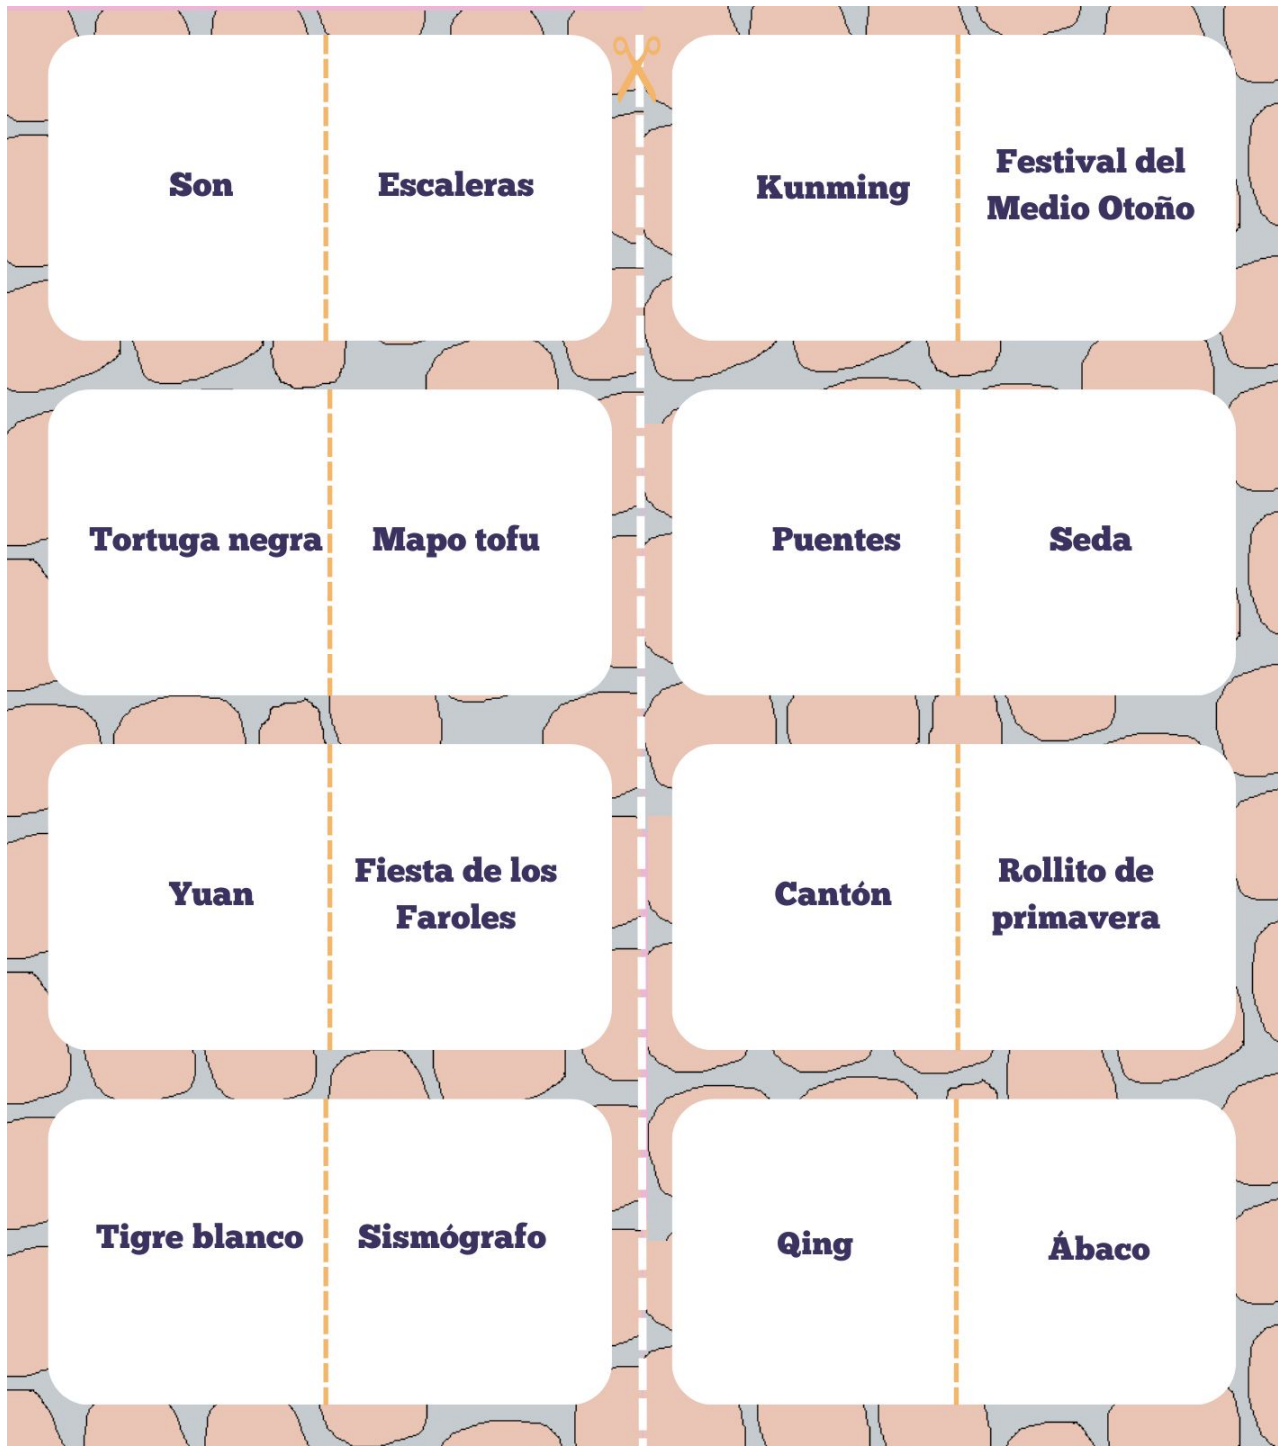 Son
Escaleras
Kunming
Festival del
Medio Otoño
Tortuga negra
Mapo tofu
Puentes
Seda
Yuan
Fiesta de los
Faroles
Cantón
Rollito de
primavera
Tigre blanco
Sismógrafo
Qing
Ábaco